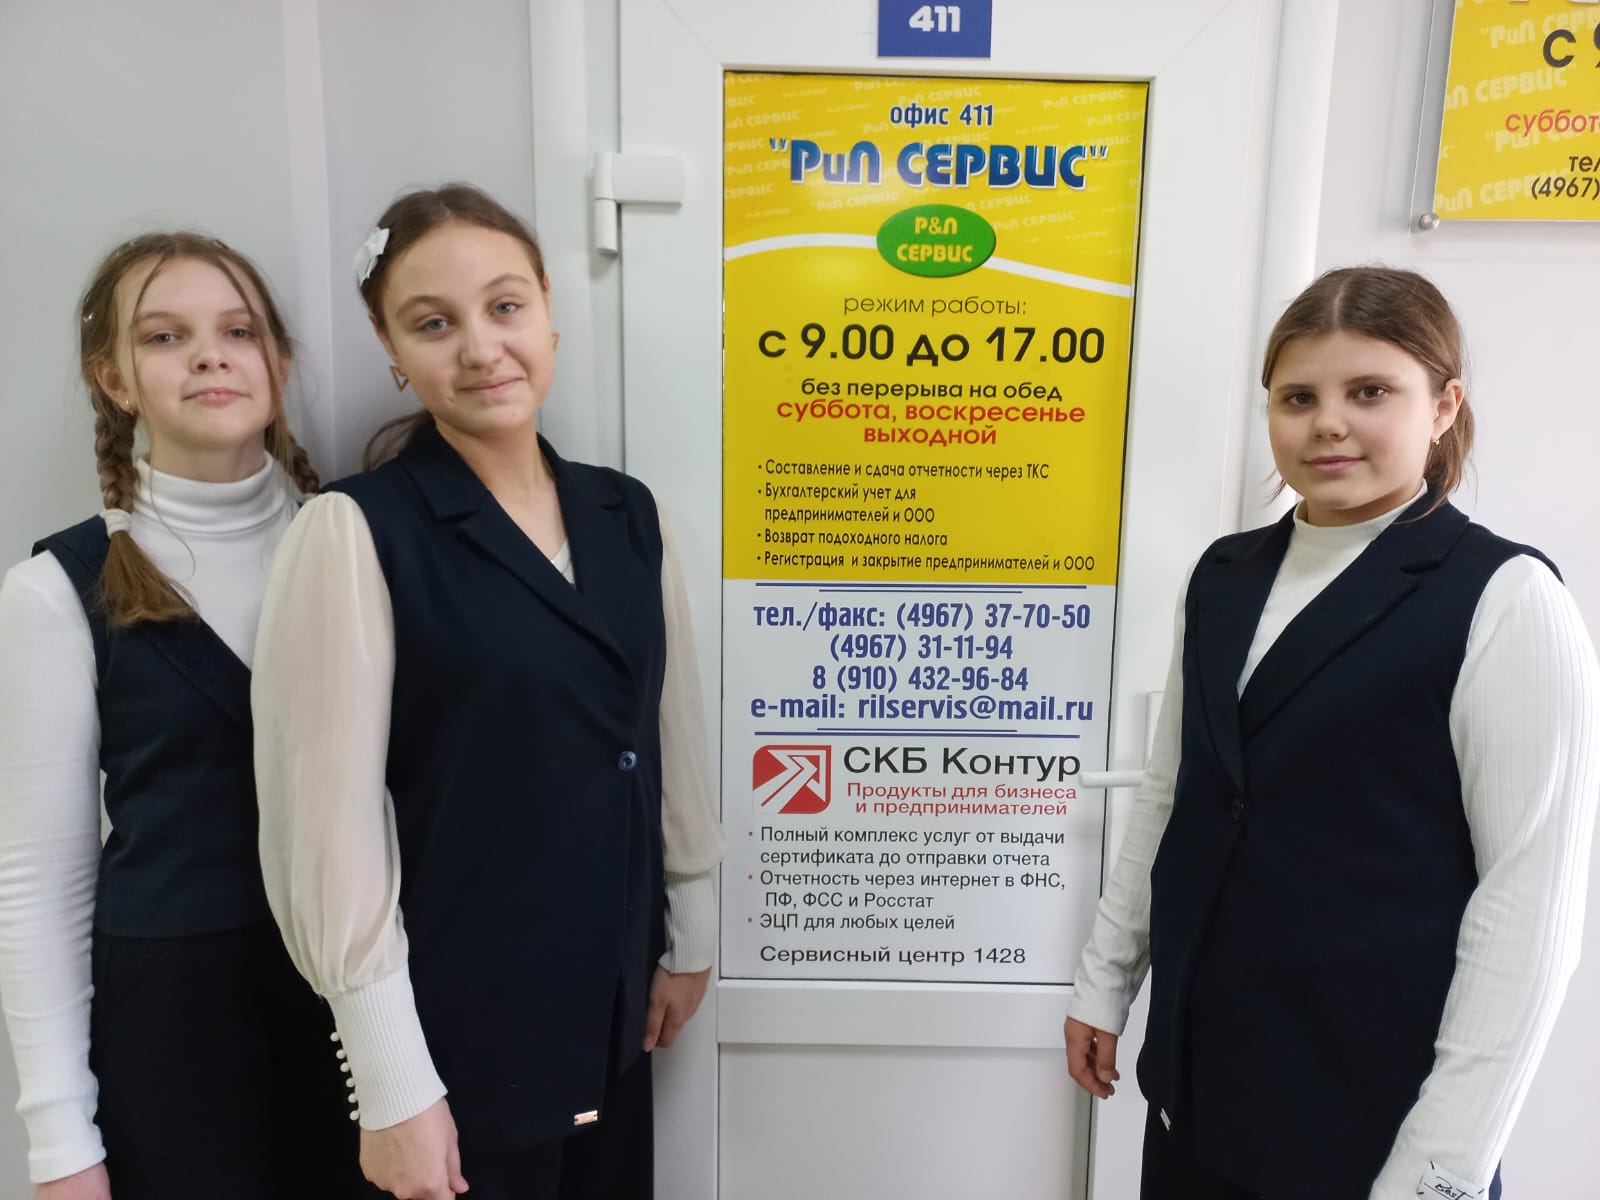 411
офис 411
"РиЛ СЕРВИС"
Р&Л
СЕРВИС
режим работы:
с 9.00 до 17.00
без перерыва на обед
суббота, воскресенье
выходной
• Составление и сдача отчетности через ТКС
• Бухгалтерский учет для
предпринимателей и ООО
• Возврат подоходного налога
• Регистрация и закрытие предпринимателей и ООО
тел./факс: (4967) 37-70-50
(4967) 31-11-94
8 (910) 432-96-84
e-mail: rilservis@mail.ru
СКБ Контур
Продукты для бизнеса
и предпринимателей
• Полный комплекс услуг от выдачи
сертификата до отправки отчета
• Отчетность через интернет в ФНС,
ПФ, ФСС и Росстат
• ЭЦП для любых целей
Сервисный центр 1428
"РиЛ СЕРВИС"
с
(4967)
Best